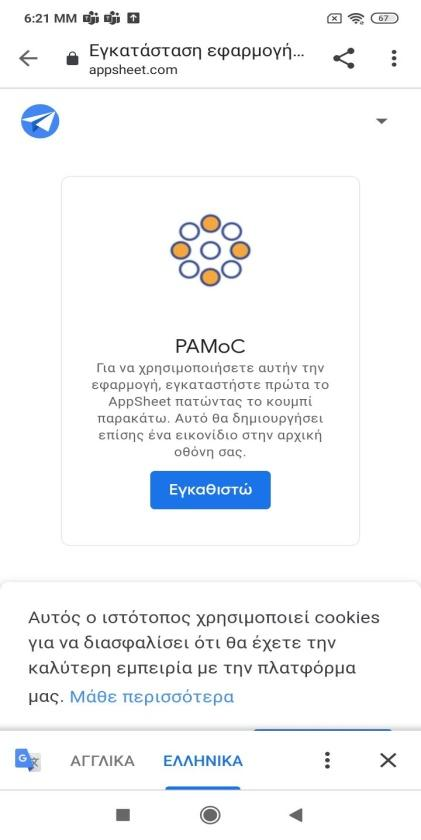 6:21 MM
67
Εγκατάσταση εφαρμογή...
appsheet.com
PAMoC
Για να χρησιμοποιήσετε αυτήν την
εφαρμογή, εγκαταστήστε πρώτα το
AppSheet πατώντας το κουμπί
παρακάτω. Αυτό θα δημιουργήσει
επίσης ένα εικονίδιο στην αρχική
οθόνη σας.
Εγκαθιστώ
Αυτός ο ιστότοπος χρησιμοποιεί cookies
για να διασφαλίσει ότι θα έχετε την
καλύτερη εμπειρία με την πλατφόρμα
μας. Μάθε περισσότερα
ΑΓΓΛΙΚΑ ΕΛΛΗΝΙΚΑ